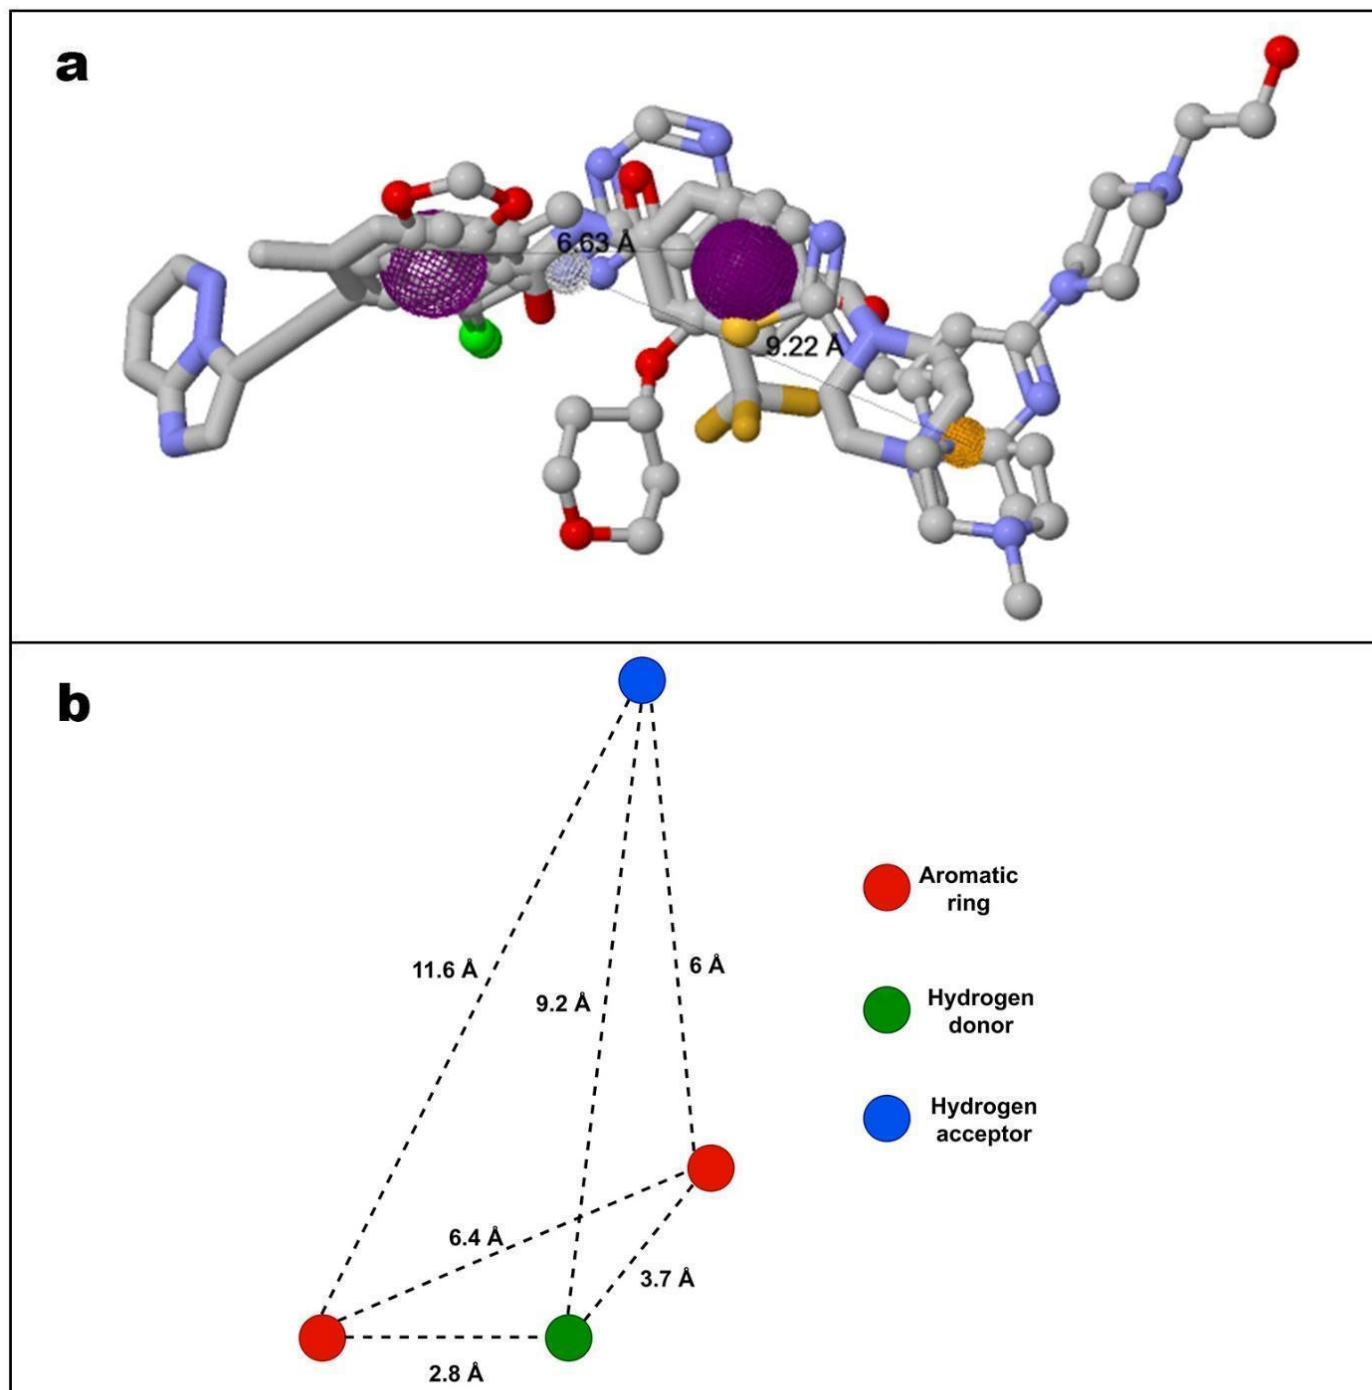 a
6.63 Å
9.22 Å
b
11.6 Å
9.2 Å
6 Å
6.4 Å
3.7 Å
2.8 Å
Aromatic
ring
Hydrogen
donor
Hydrogen
acceptor